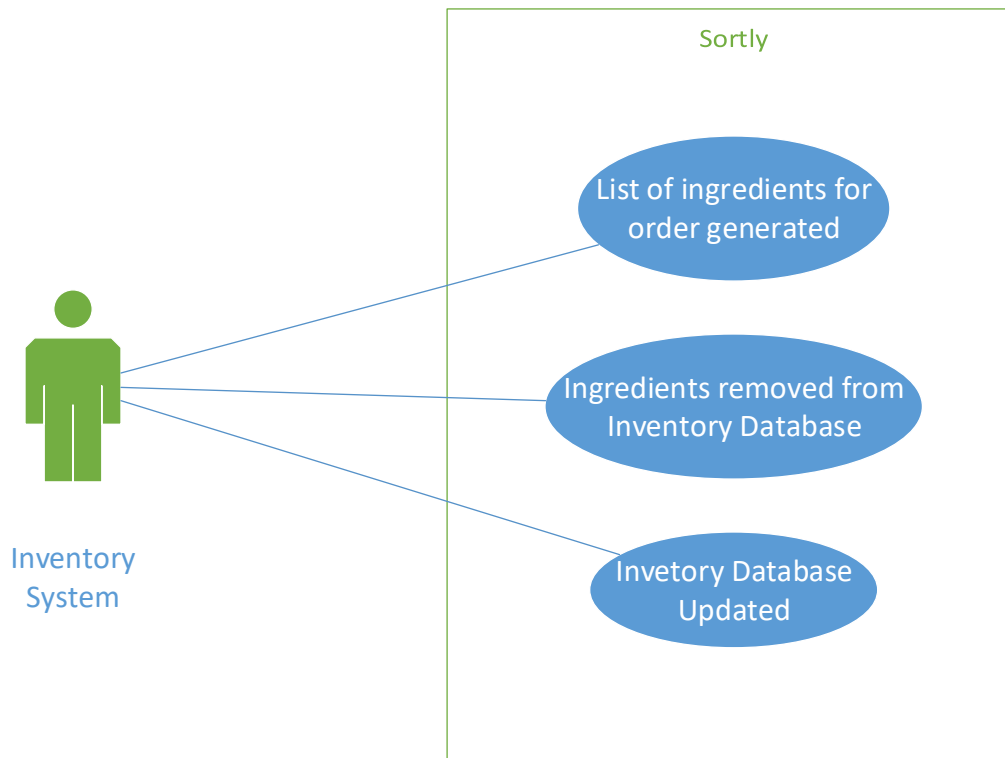 Sortly
List of ingredients for
order generated
Ingredients removed from
Inventory Database
Inventory
System
Invetory Database
Updated